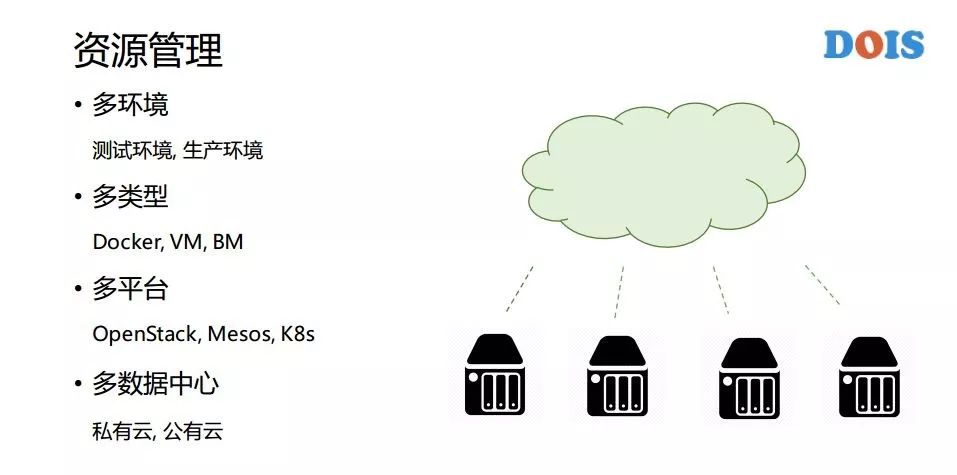 资源管理
DOIS
• 多环境
测试环境, 生产环境
• 多类型
Docker, VM, BM
• 多平台
OpenStack, Mesos, K8s
• 多数据中心
私有云, 公有云